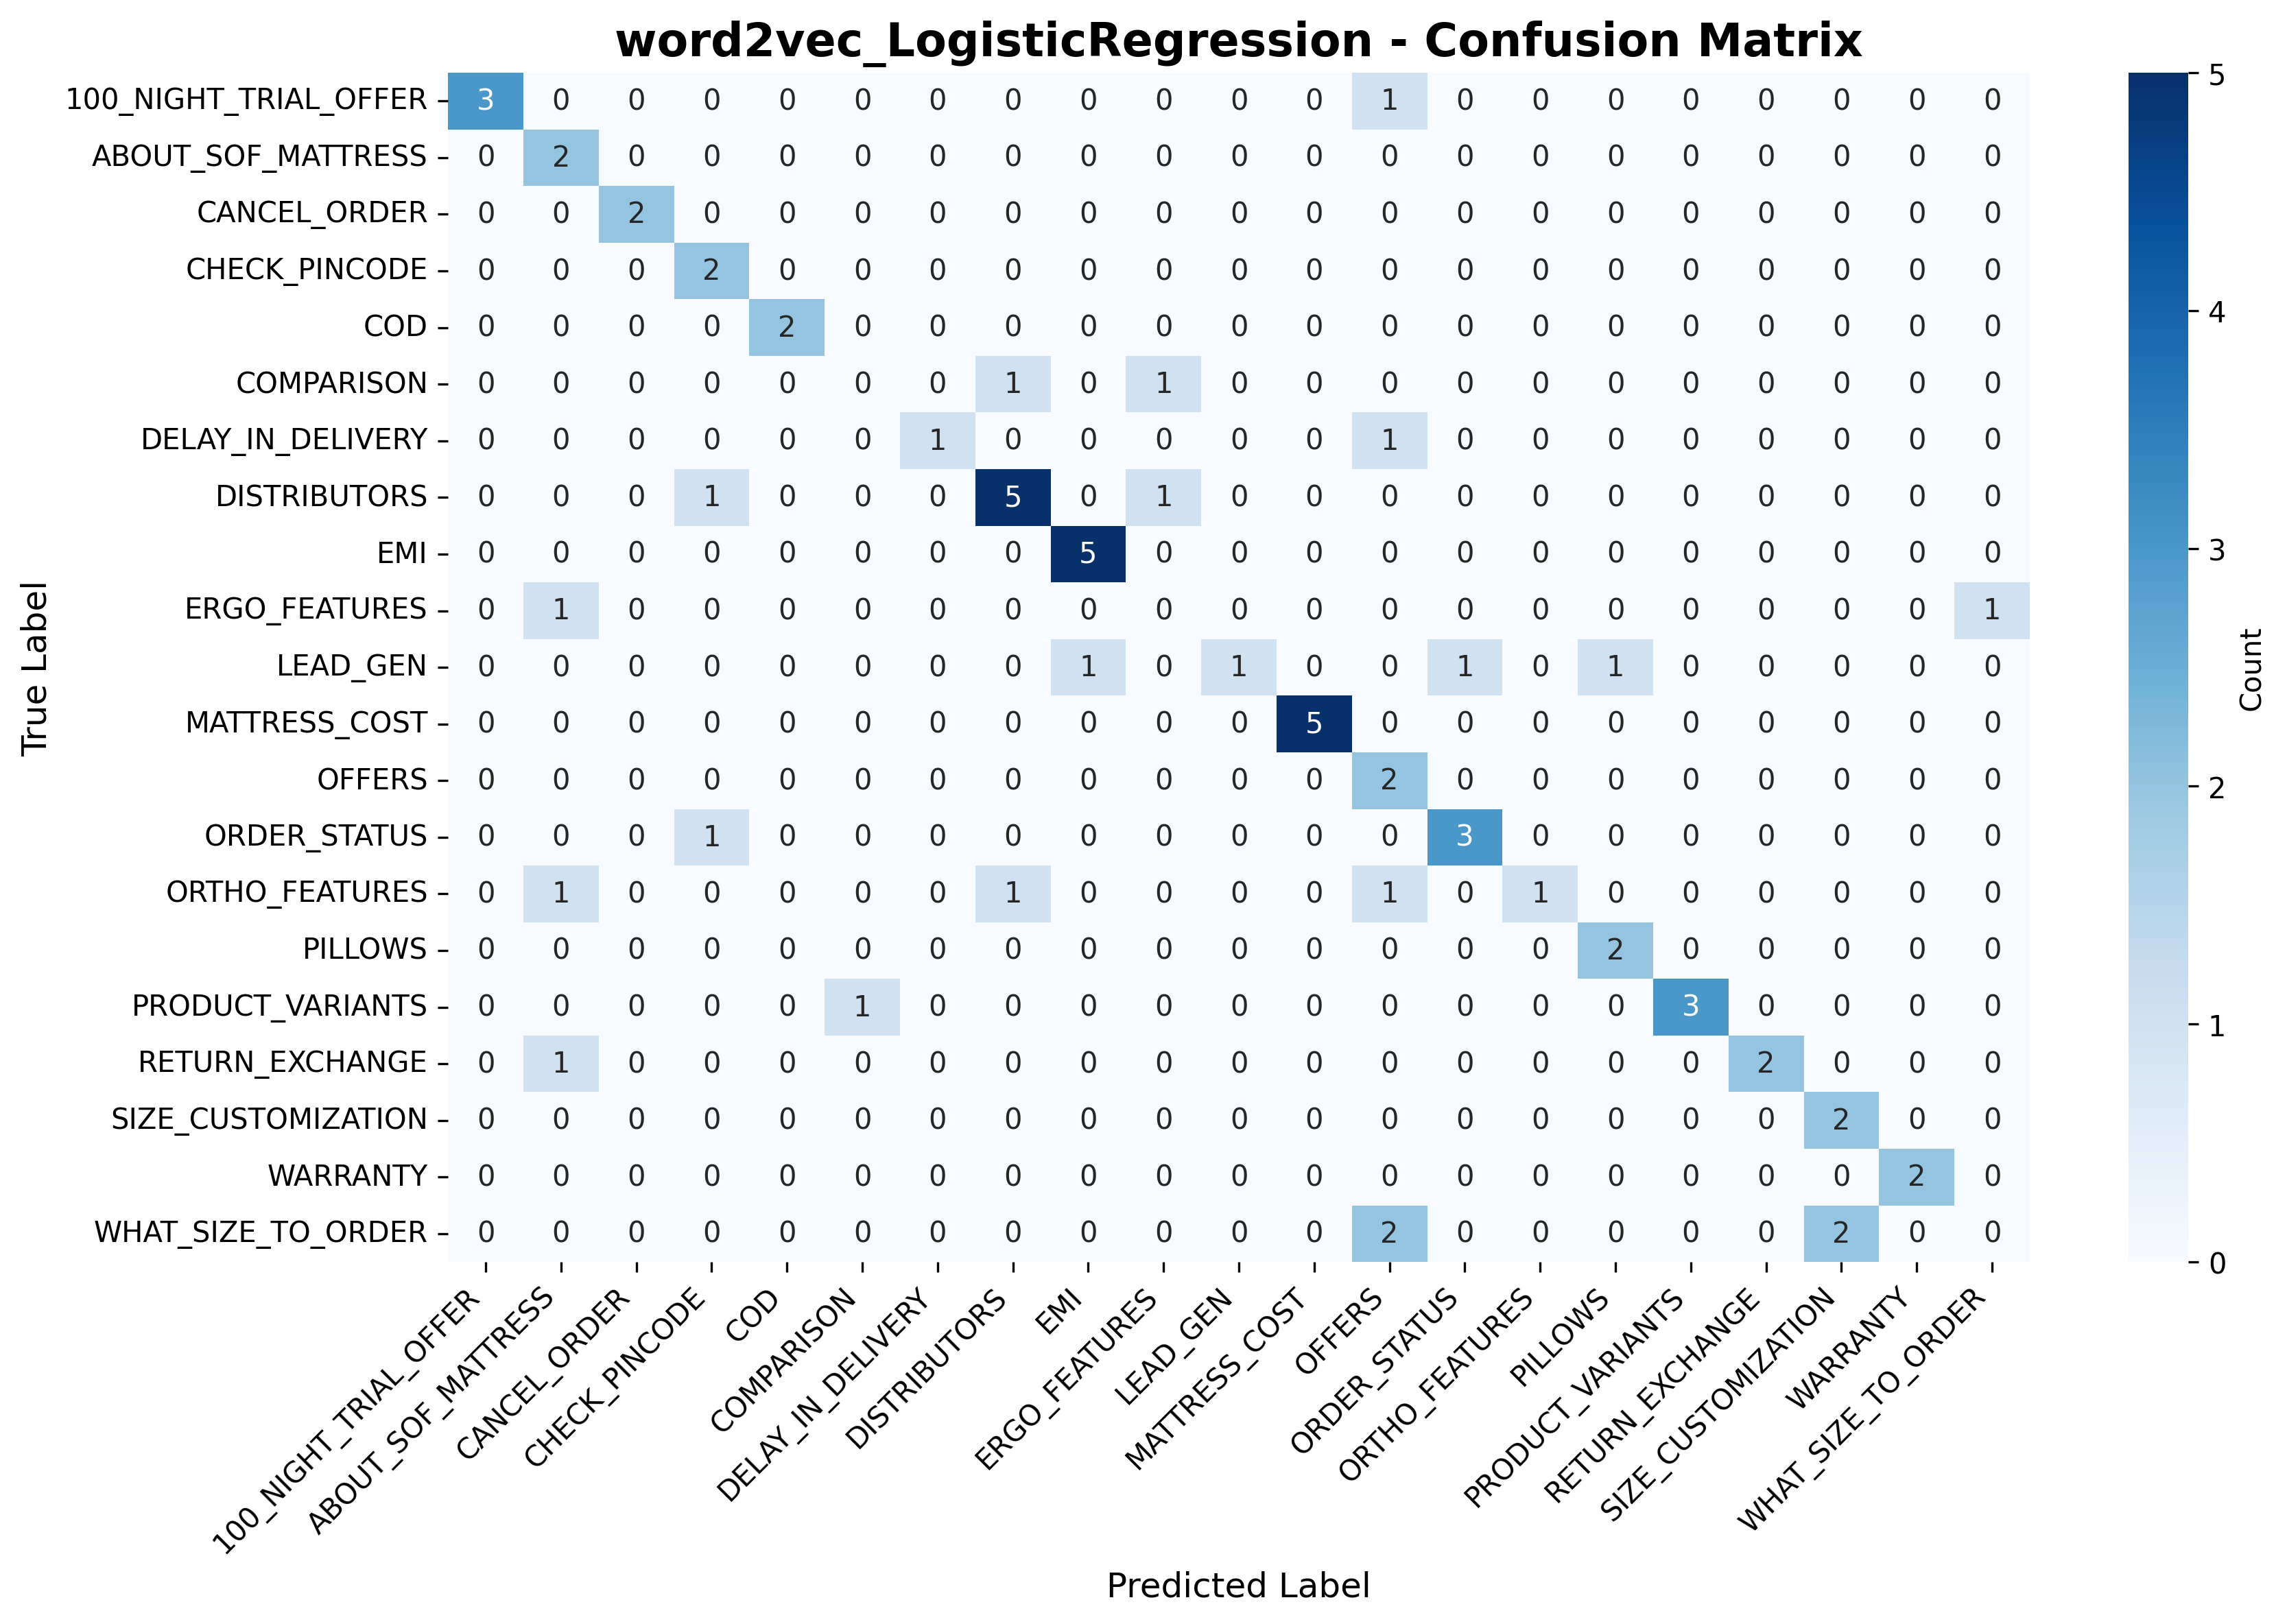 word2vec_LogisticRegression - Confusion Matrix
100_NIGHT_TRIAL_OFFER 3 0 0 0 0 0 0 0 0 0 0 0 1 0 0 0 0 0 0 0 0
ABOUT_SOF_MATTRESS 0 2 0 0 0 0 0 0 0 0 0 0 0 0 0 0 0 0 0 0 0
CANCEL_ORDER 0 0 2 0 0 0 0 0 0 0 0 0 0 0 0 0 0 0 0 0 0
CHECK_PINCODE 0 0 0 2 0 0 0 0 0 0 0 0 0 0 0 0 0 0 0 0 0
COD 0 0 0 0 2 0 0 0 0 0 0 0 0 0 0 0 0 0 0 0 0
COMPARISON 0 0 0 0 0 0 0 1 0 1 0 0 0 0 0 0 0 0 0 0 0
DELAY_IN_DELIVERY 0 0 0 0 0 0 1 0 0 0 0 0 1 0 0 0 0 0 0 0 0
DISTRIBUTORS 0 0 0 1 0 0 0 5 0 1 0 0 0 0 0 0 0 0 0 0 0
EMI 0 0 0 0 0 0 0 0 5 0 0 0 0 0 0 0 0 0 0 0 0
ERGO_FEATURES 0 1 0 0 0 0 0 0 0 0 0 0 0 0 0 0 0 0 0 0 1
LEAD_GEN 0 0 0 0 0 0 0 0 1 0 1 0 0 1 0 1 0 0 0 0 0
MATTRESS_COST 0 0 0 0 0 0 0 0 0 0 0 5 0 0 0 0 0 0 0 0 0
OFFERS 0 0 0 0 0 0 0 0 0 0 0 0 2 0 0 0 0 0 0 0 0
ORDER_STATUS 0 0 0 1 0 0 0 0 0 0 0 0 0 3 0 0 0 0 0 0 0
ORTHO_FEATURES 0 1 0 0 0 0 0 1 0 0 0 0 1 0 1 0 0 0 0 0 0
PILLOWS 0 0 0 0 0 0 0 0 0 0 0 0 0 0 0 2 0 0 0 0 0
PRODUCT_VARIANTS 0 0 0 0 0 1 0 0 0 0 0 0 0 0 0 0 3 0 0 0 0
RETURN_EXCHANGE 0 1 0 0 0 0 0 0 0 0 0 0 0 0 0 0 0 2 0 0 0
SIZE_CUSTOMIZATION 0 0 0 0 0 0 0 0 0 0 0 0 0 0 0 0 0 0 2 0 0
WARRANTY 0 0 0 0 0 0 0 0 0 0 0 0 0 0 0 0 0 0 0 2 0
WHAT_SIZE_TO_ORDER 0 0 0 0 0 0 0 0 0 0 0 0 2 0 0 0 0 0 2 0 0
True Label
100_NIGHT_TRIAL_OFFER
ABOUT_SOF_MATTRESS
CANCEL_ORDER
CHECK_PINCODE
COD
COMPARISON
DELAY_IN_DELIVERY
DISTRIBUTORS
EMI
ERGO_FEATURES
LEAD_GEN
MATTRESS_COST
OFFERS
ORDER_STATUS
ORTHO_FEATURES
PILLOWS
PRODUCT_VARIANTS
RETURN_EXCHANGE
SIZE_CUSTOMIZATION
WARRANTY
WHAT_SIZE_TO_ORDER
Predicted Label
5
4
3
2
1
0
Count